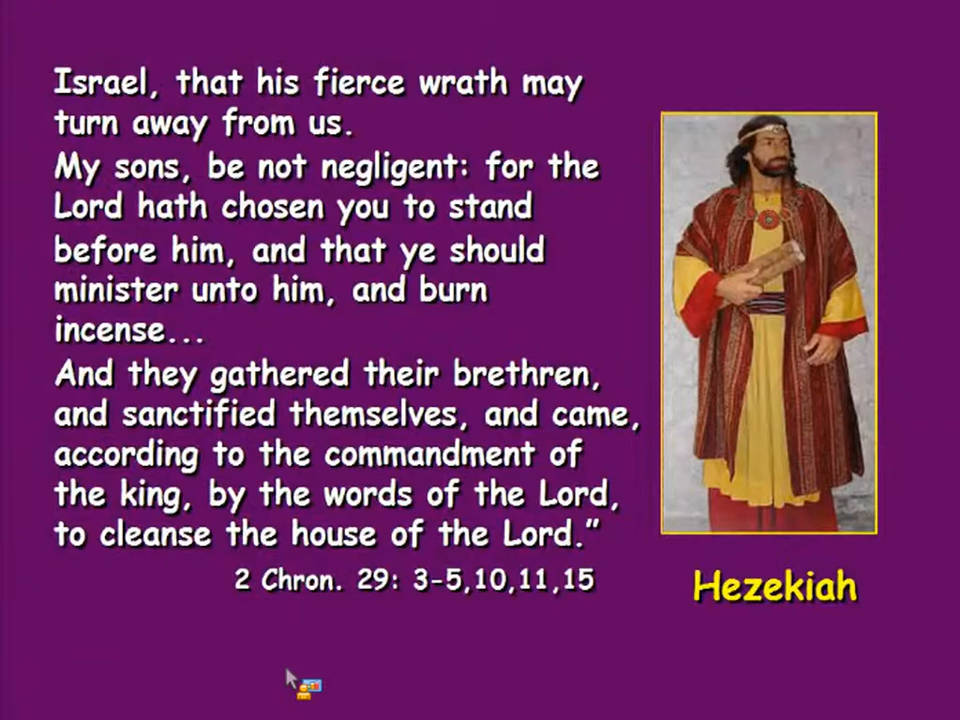 Israel, that his fierce wrath may
turn away from us.
My sons, be not negligent: for the
Lord hath chosen you to stand
before him, and that ye should
minister unto him, and burn
incense...
And they gathered their brethren,
and sanctified themselves, and came,
according to the commandment of
the king, by the words of the Lord,
to cleanse the house of the Lord.”
2 Chron. 29: 3-5,10,11,15
Hezekiah